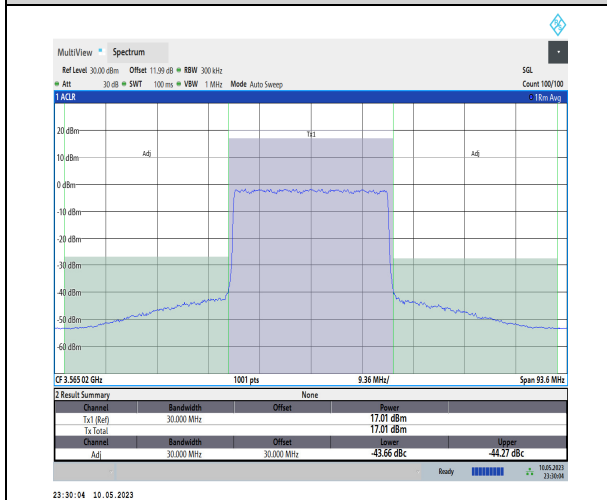 MultiView Spectrum
Ref Level 30.00 dBm Offset 11.99 dB RBW 300 kHz SGL
Att 30 dB SWT 100 ms VBW 1 MHz Mode Auto Sweep Count 100/100
1 ACLR 1Rm Avg
20 dBm
Tx1
10 dBm
Adj Adj
0 dBm
-10 dBm
-20 dBm
-30 dBm
-40 dBm
-50 dBm
-60 dBm
CF 3.565 02 GHz 1001 pts 9.36 MHz/ Span 93.6 MHz
2 Result Summary None
Channel Bandwidth Offset Power
Tx1 (Ref) 30.000 MHz 17.01 dBm
Tx Total 17.01 dBm
Channel Bandwidth Offset Lower Upper
Adj 30.000 MHz 30.000 MHz -43.66 dBc -44.27 dBc
Ready 10.05.2023
23:30:04
23:30:04 10.05.2023